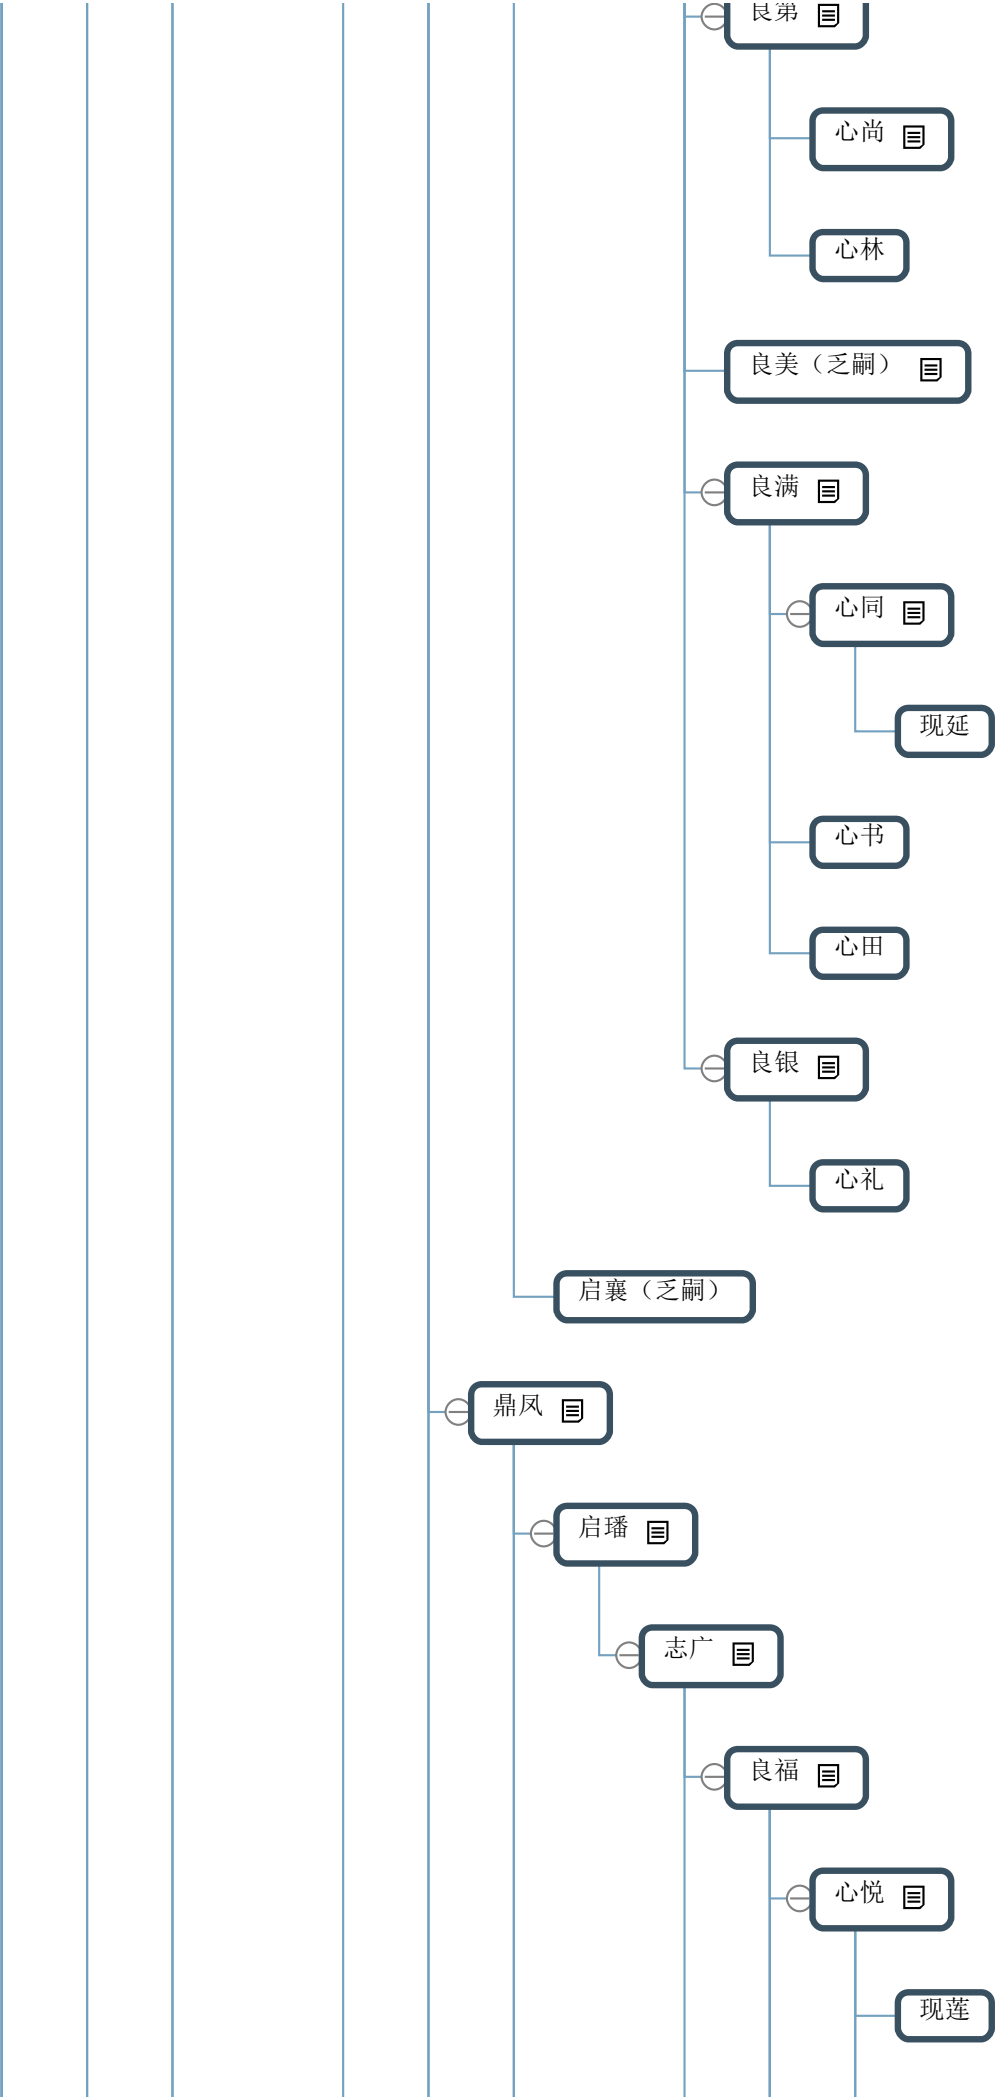 良第
心尚
心林
良美（乏嗣）
良满
心同
现延
心书
心田
良银
心礼
启襄（乏嗣）
鼎凤
启璠
志广
良福
心悦
现莲